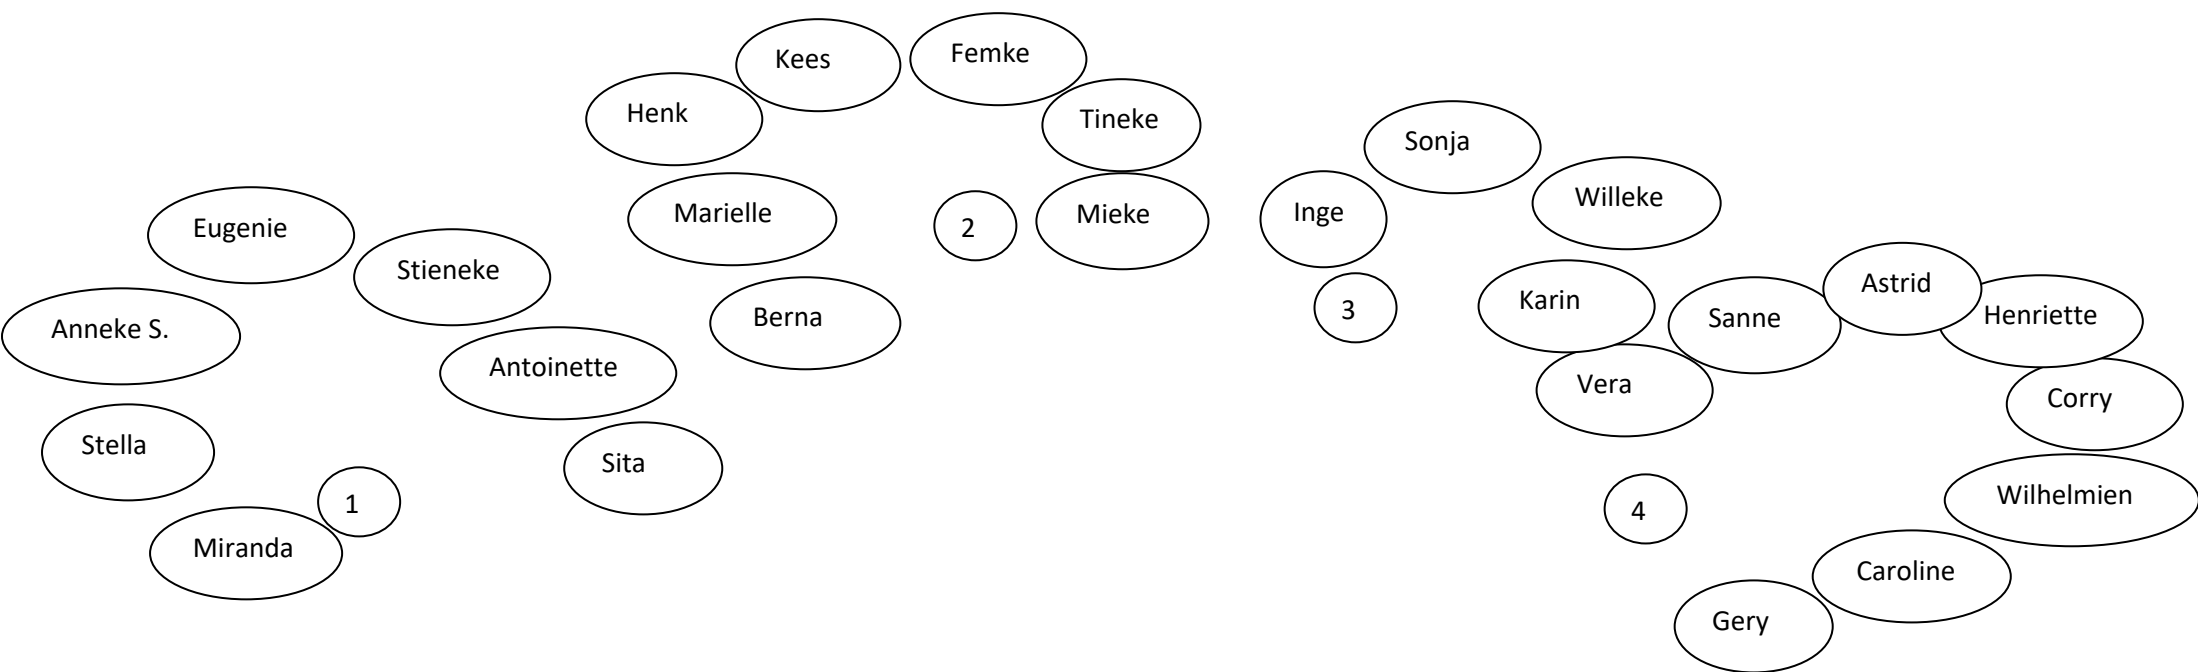 Kees
Femke
Henk
Tineke
Sonja
Willeke
Inge
Marielle
2
Mieke
Eugenie
Stieneke
Astrid
Karin
3
Sanne
Henriette
Berna
Anneke S.
Antoinette
Vera
Corry
Stella
Sita
1
4
Wilhelmien
Miranda
Caroline
Gery